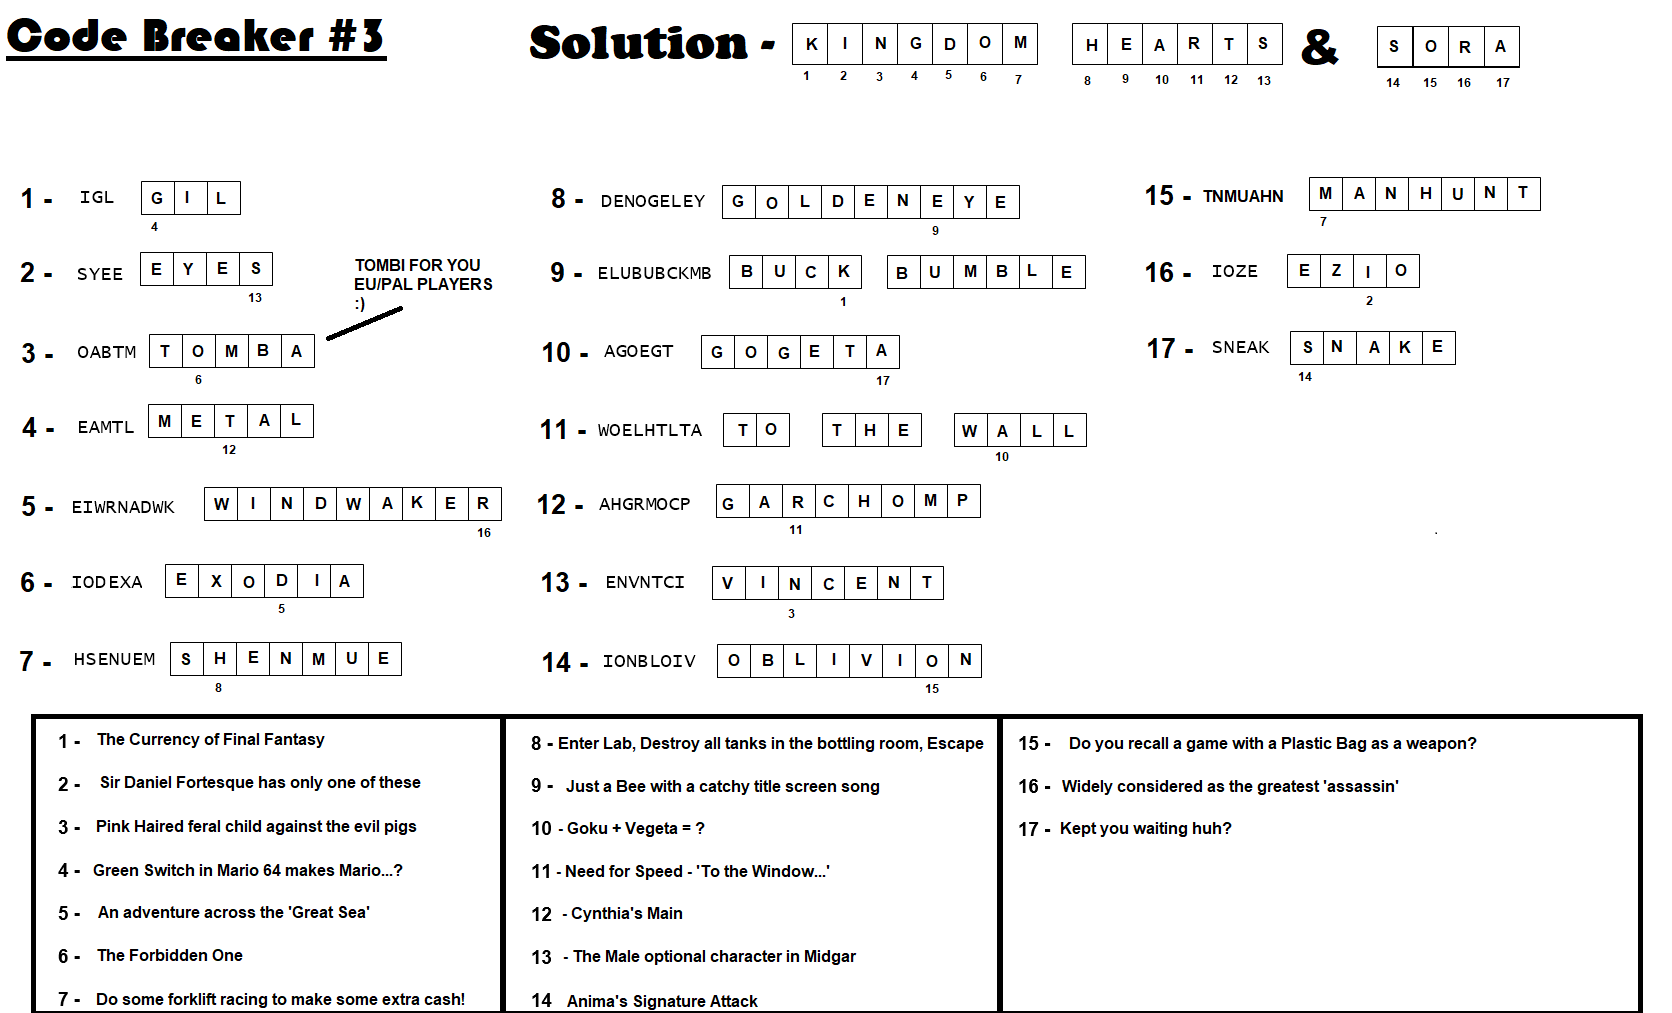 Code Breaker #3
Solution - K I N G D O M H E A R T S & S O R A
1 2 3 4 5 6 7 8 9 10 11 12 13 14 15 16 17
1 - IGL G I L
4
2 - SYEE E Y E S
13
TOMBI FOR YOU
EU/PAL PLAYERS
:)
3 - OABTM T O M B A
6
4 - EAMTL M E T A L
12
5 - EIWRNADWK W I N D W A K E R
16
6 - IODEXA E X O D I A
5
7 - HSENUEM S H E N M U E
8
8 - DENOGELEY G O L D E N E Y E
9
9 - ELUBUBCKMB B U C K B U M B L E
1
10 - AGOEGT G O G E T A
17
11 - WOELHTLTA T O T H E W A L L
10
12 - AHGRMOCP G A R C H O M P
11
13 - ENVNTCI V I N C E N T
3
14 - IONBLOIV O B L I V I O N
15
15 - TNMUAHN M A N H U N T
7
16 - IOZE E Z I O
2
17 - SNEAK S N A K E
14
1 - The Currency of Final Fantasy
2 - Sir Daniel Fortesque has only one of these
3 - Pink Haired feral child against the evil pigs
4 - Green Switch in Mario 64 makes Mario...?
5 - An adventure across the 'Great Sea'
6 - The Forbidden One
7 - Do some forklift racing to make some extra cash!
8 - Enter Lab, Destroy all tanks in the bottling room, Escape
9 - Just a Bee with a catchy title screen song
10 - Goku + Vegeta = ?
11 - Need for Speed - 'To the Window...'
12 - Cynthia's Main
13 - The Male optional character in Midgar
14 Anima's Signature Attack
15 - Do you recall a game with a Plastic Bag as a weapon?
16 - Widely considered as the greatest 'assassin'
17 - Kept you waiting huh?